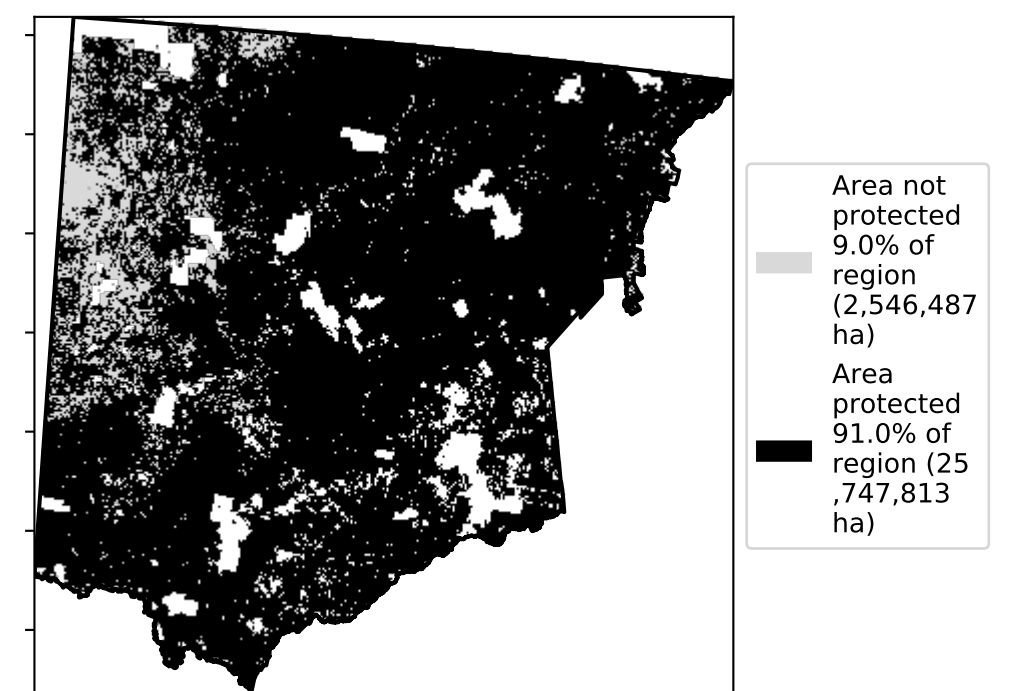 Area not
protected
9.0% of
region
(2,546,487
ha)
Area
protected
91.0% of
region (25
,747,813
ha)